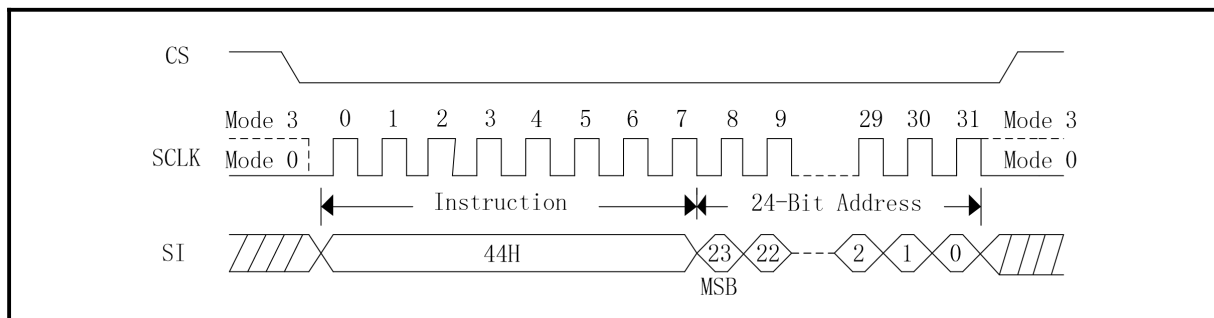 CS
Mode 3 0 1 2 3 4 5 6 7 8 9 29 30 31 Mode 3
SCLK Mode 0 Mode 0
Instruction 24-Bit Address
SI 44H 23 22 2 1 0
MSB